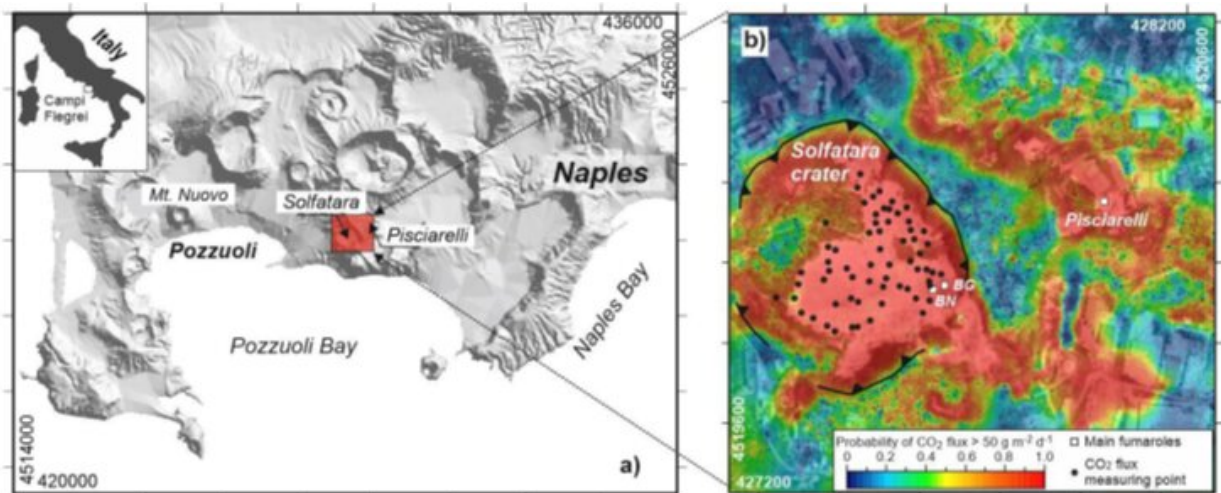 436000
Italy
Campi
Flegrei
4526000
Naples
Mt. Nuovo
Solfatara
Pisciarelli
Pozzuoli
Pozzuoli Bay
Naples Bay
4514000
420000
a)
b)
428200
4520600
Solfatara
crater
Pisciarelli
BG
BN
4519600
427200
Probability of CO2 flux > 50 g m-2 d-1
0 0.2 0.4 0.6 0.8 1.0
Main fumaroles
CO2 flux
measuring point